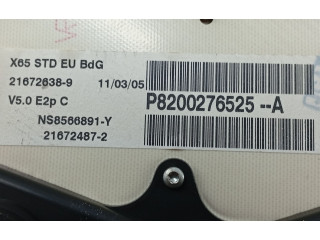 X65 STD EU BdG
21672638-9 11/03/05
V5.0 E2p C
P8200276525 --A
NS8566891-Y
21672487-2